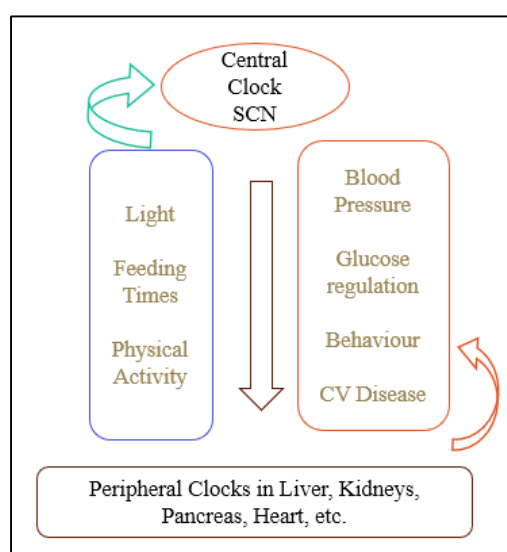 Central
Clock
SCN
Light
Feeding
Times
Physical
Activity
Blood
Pressure
Glucose
regulation
Behaviour
CV Disease
Peripheral Clocks in Liver, Kidneys,
Pancreas, Heart, etc.